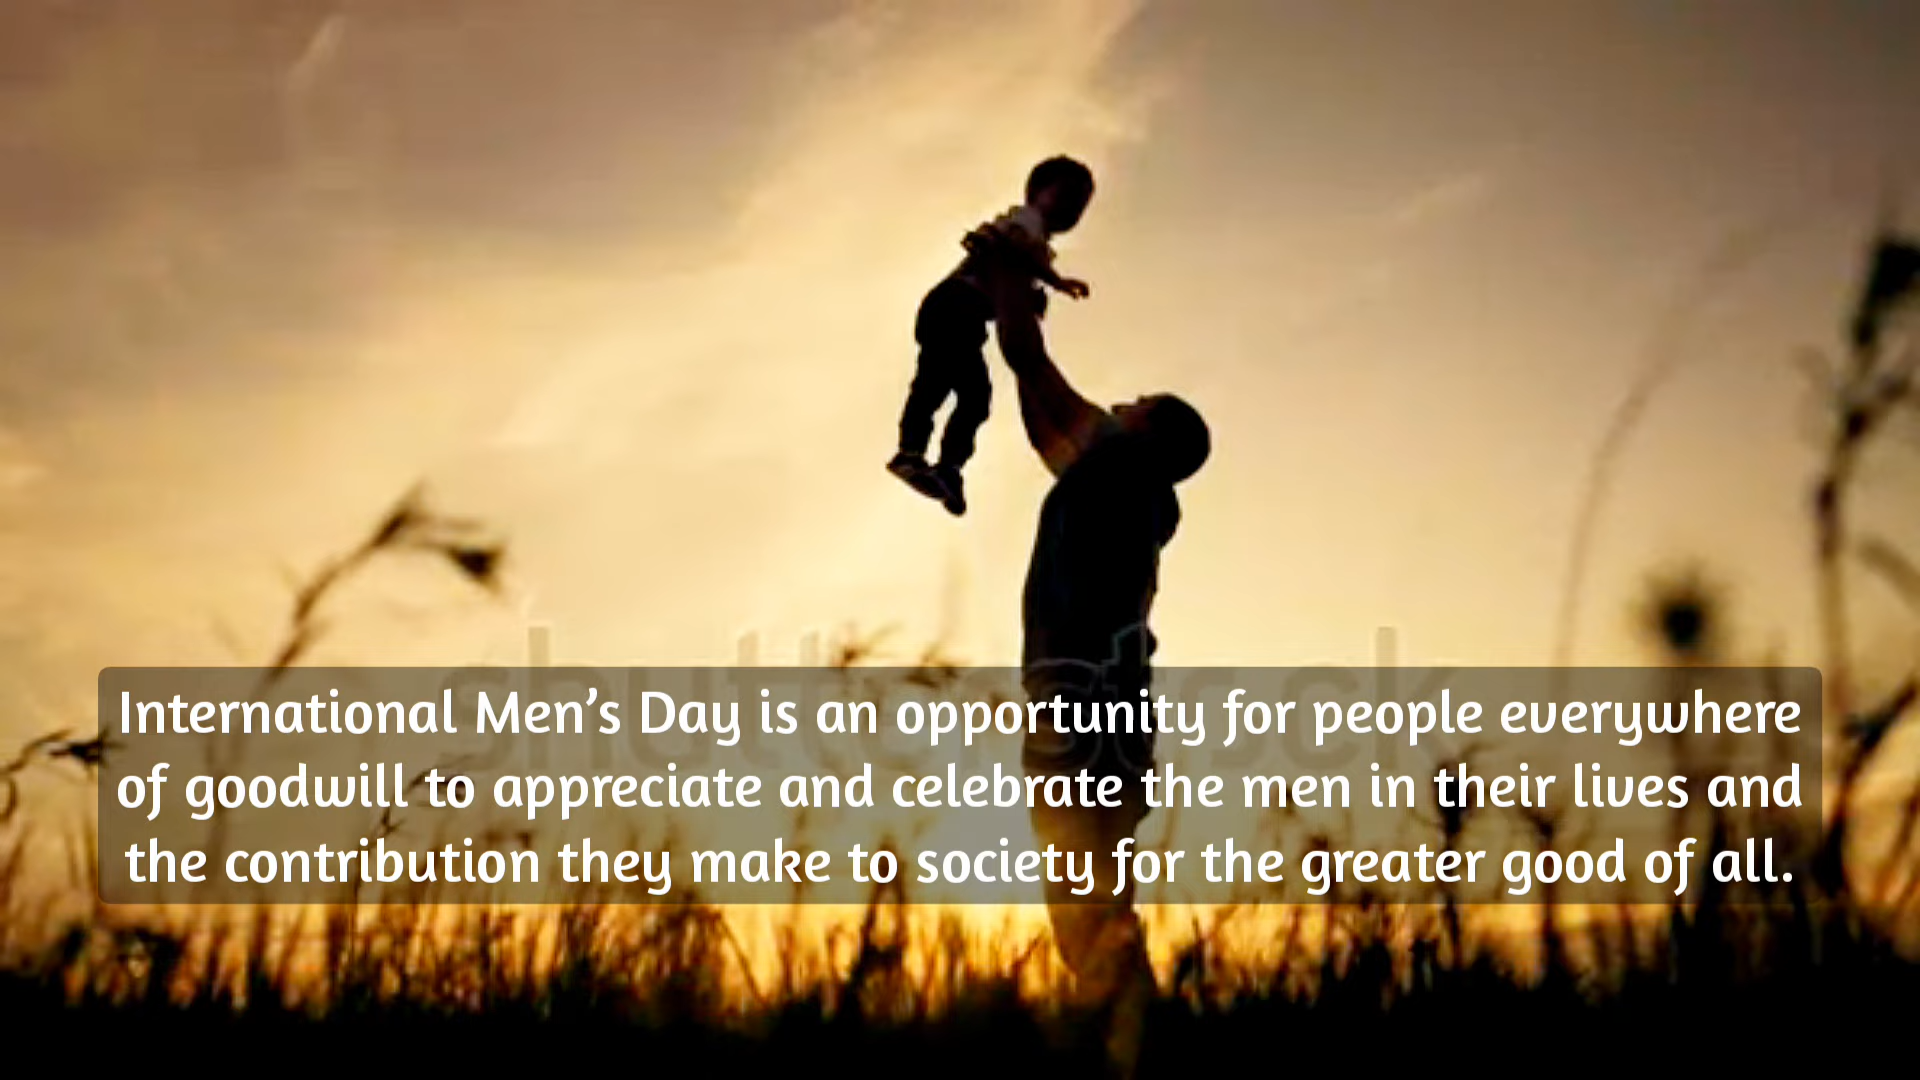 shutterstock
International Men’s Day is an opportunity for people everywhere
of goodwill to appreciate and celebrate the men in their lives and
the contribution they make to society for the greater good of all.